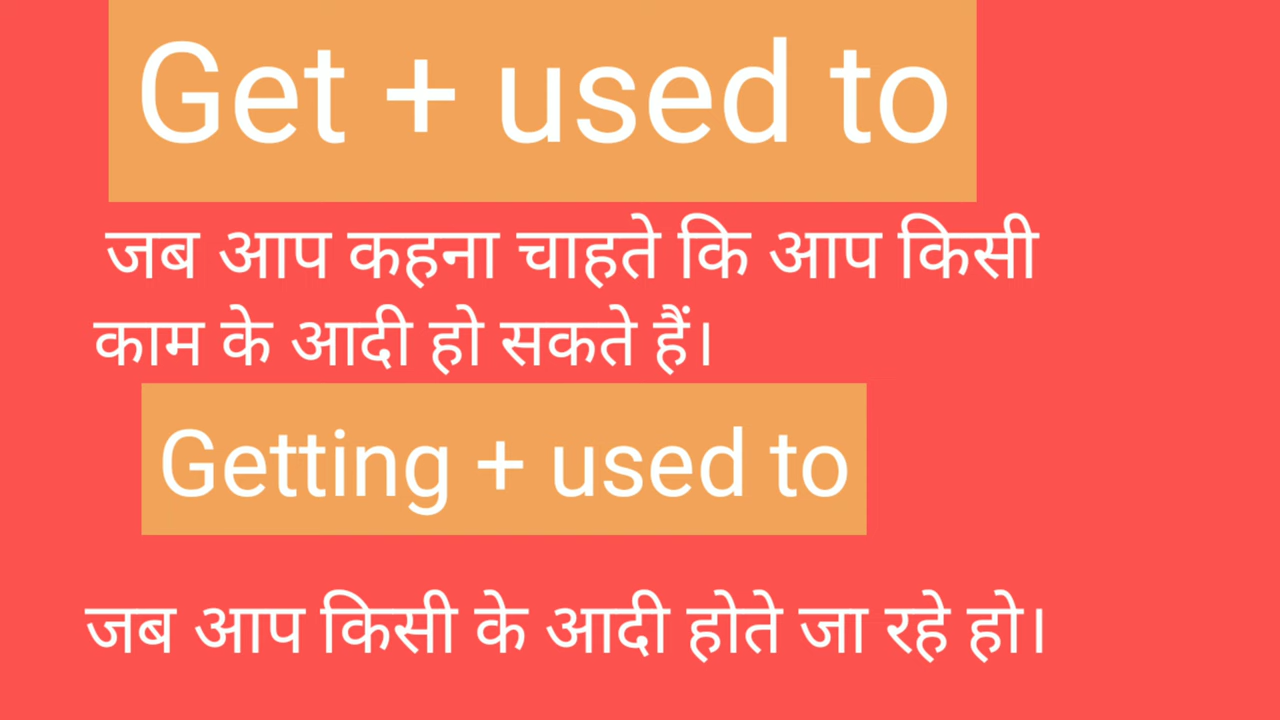 Get + used to
जब आप कहना चाहते कि आप किसी
काम के आदी हो सकते हैं।
Getting + used to
जब आप किसी के आदी होते जा रहे हो।